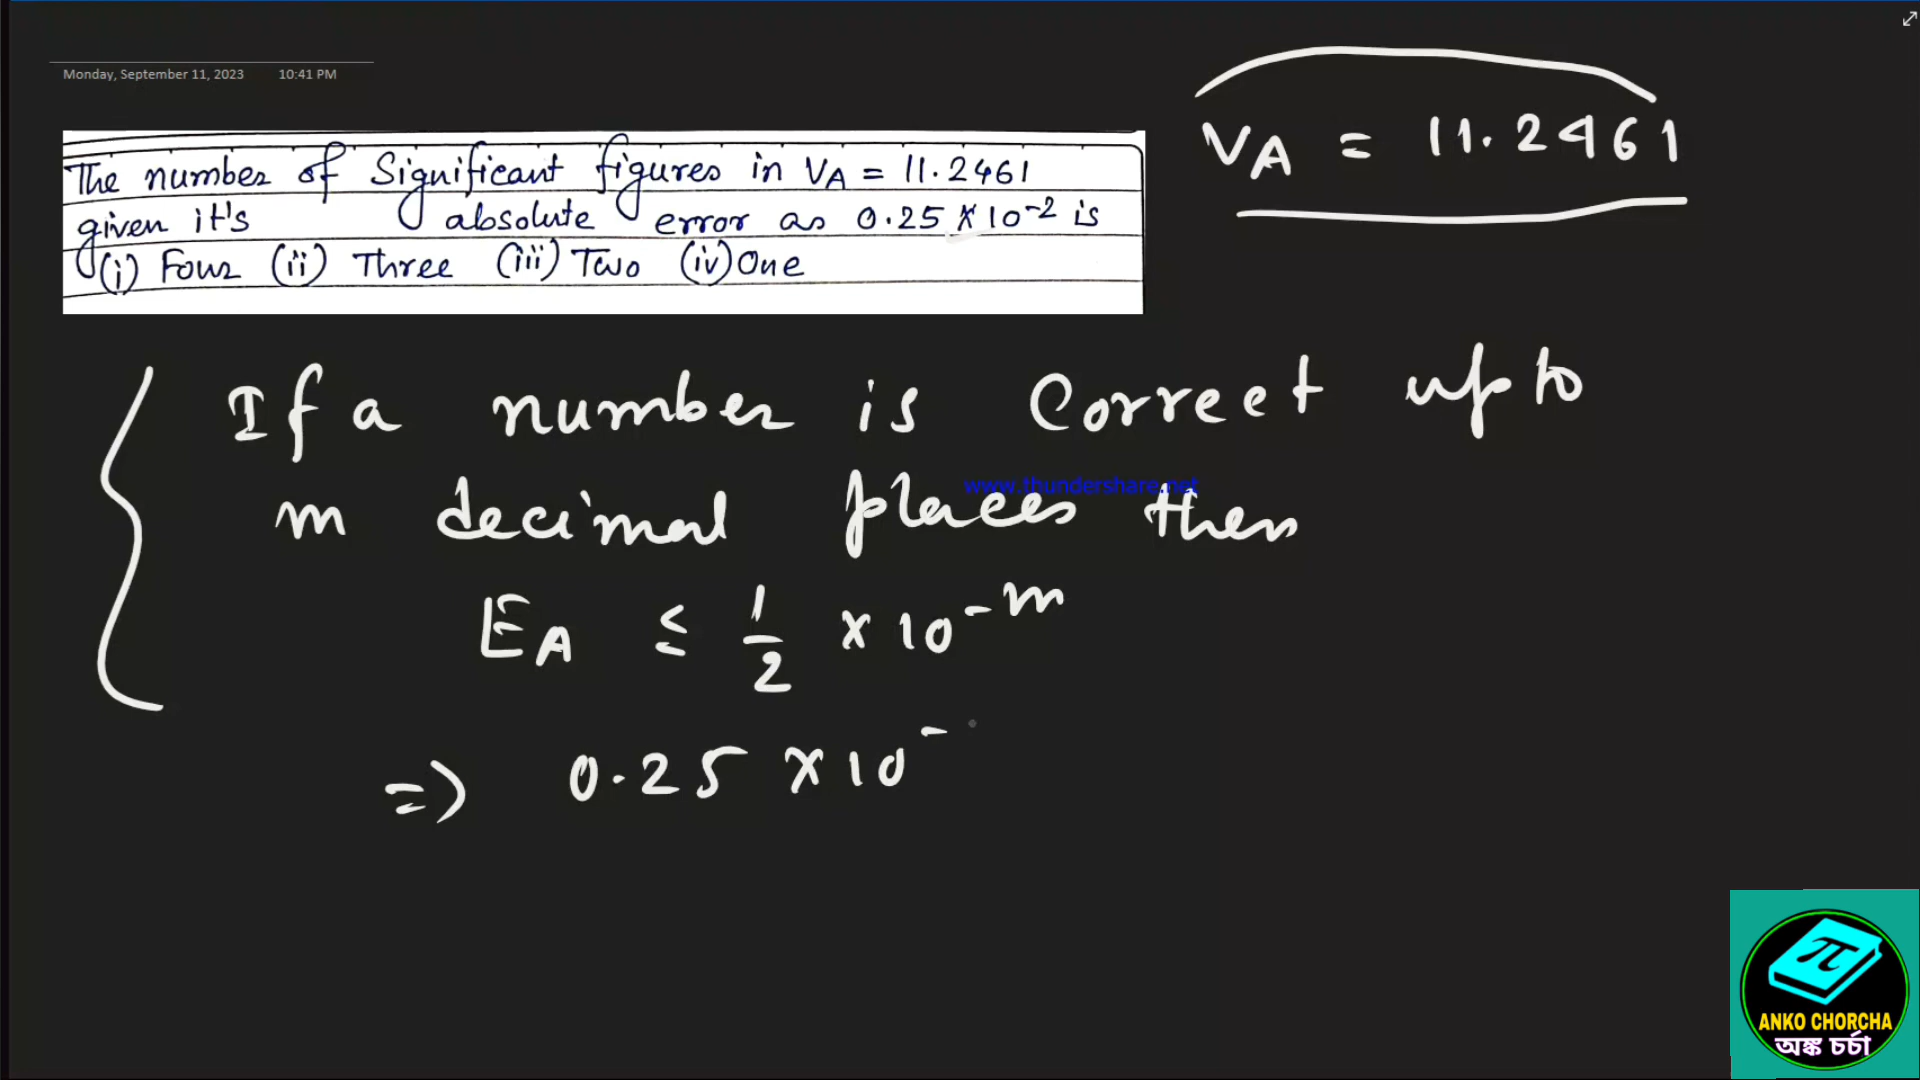 Monday, September 11, 2023 10:41 PM
The number of Significant figures in VA = 11.2461
given it's absolute error as 0.25 × 10⁻² is
(i) Four (ii) Three (iii) Two (iv) One
VA = 11.2461
If a number is Correct upto
m decimal places then
www.thundershare.net
EA ≤ 1/2 × 10⁻ᵐ
=> 0.25 × 10⁻
π
ANKO CHORCHA
অঙ্ক চর্চা